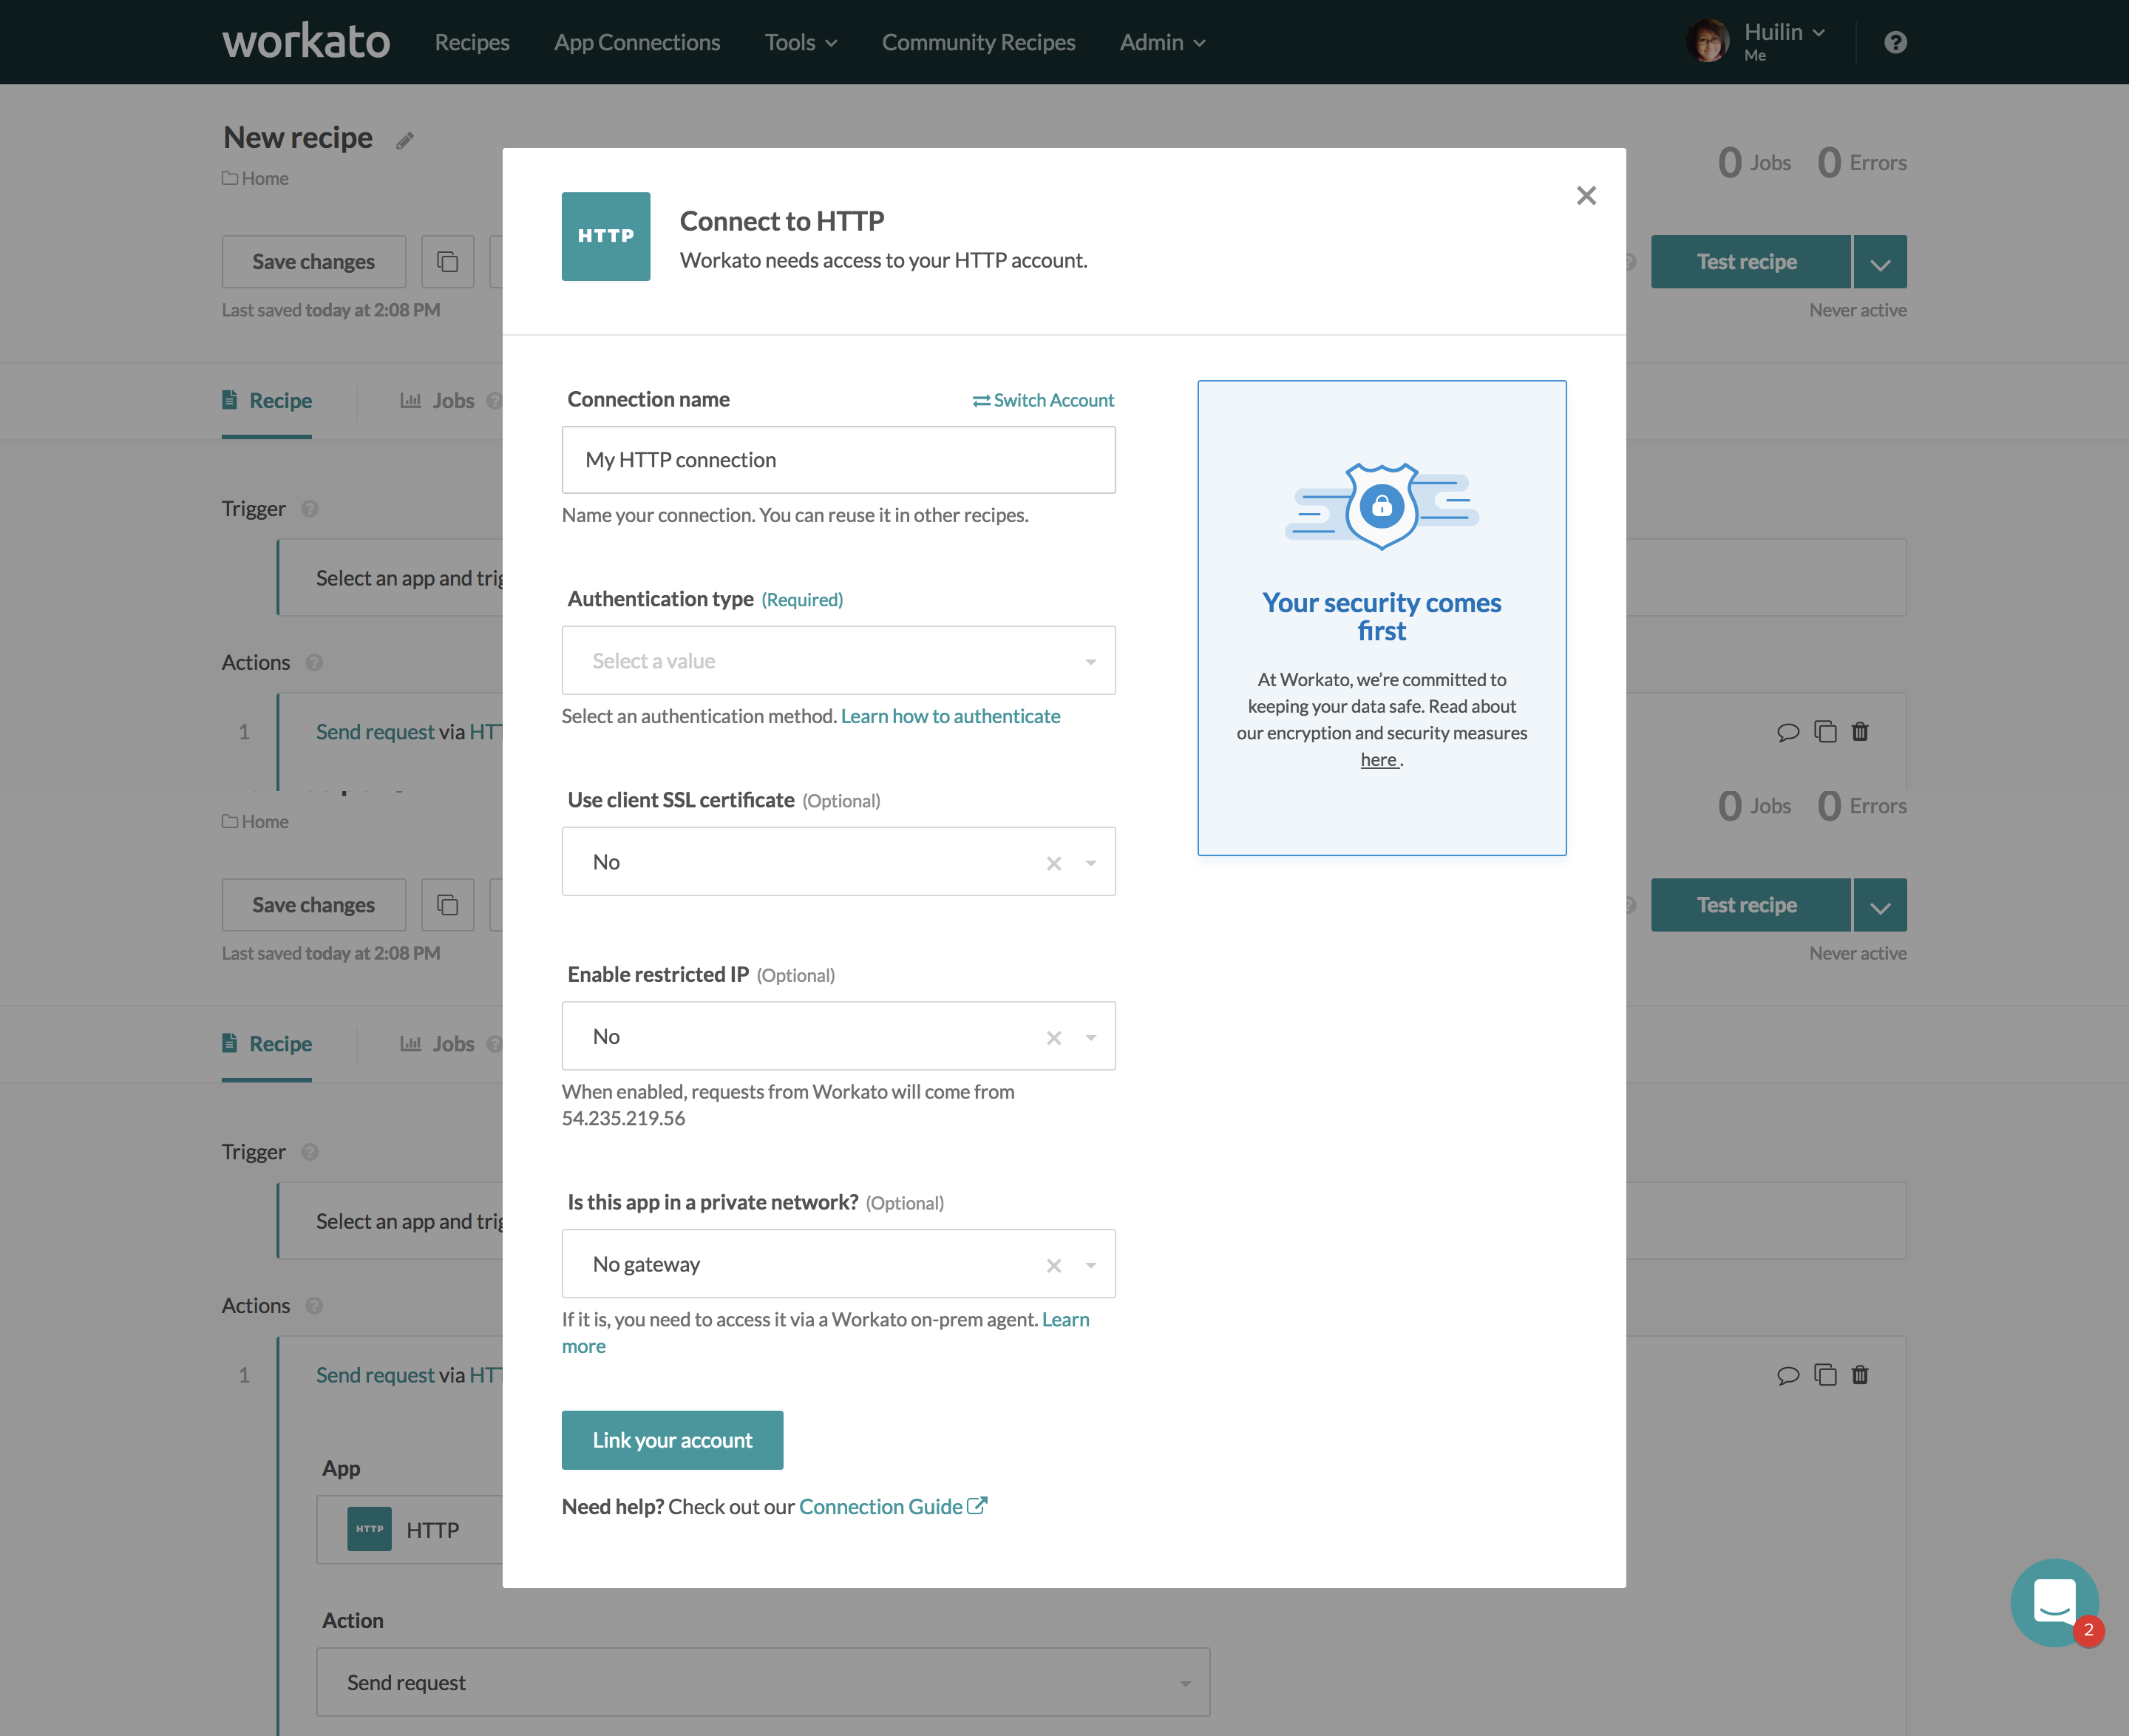 workato Recipes App Connections Tools Community Recipes Admin Huilin
Me
New recipe
Home
0 Jobs 0 Errors
Save changes
Test recipe
Last saved today at 2:08 PM
Never active
Recipe Jobs
Trigger
Select an app and trig
Actions
1 Send request via HTT
Home
0 Jobs 0 Errors
Save changes
Test recipe
Last saved today at 2:08 PM
Never active
Recipe Jobs
Trigger
Select an app and trig
Actions
1 Send request via HTT
App
HTTP HTTP
Action
Send request
HTTP
Connect to HTTP
Workato needs access to your HTTP account.
Connection name Switch Account
My HTTP connection
Name your connection. You can reuse it in other recipes.
Authentication type (Required)
Select a value
Select an authentication method. Learn how to authenticate
Use client SSL certificate (Optional)
No
Enable restricted IP (Optional)
No
When enabled, requests from Workato will come from
54.235.219.56
Is this app in a private network? (Optional)
No gateway
If it is, you need to access it via a Workato on-prem agent. Learn
more
Link your account
Need help? Check out our Connection Guide
Your security comes
first
At Workato, we’re committed to
keeping your data safe. Read about
our encryption and security measures
here .
2